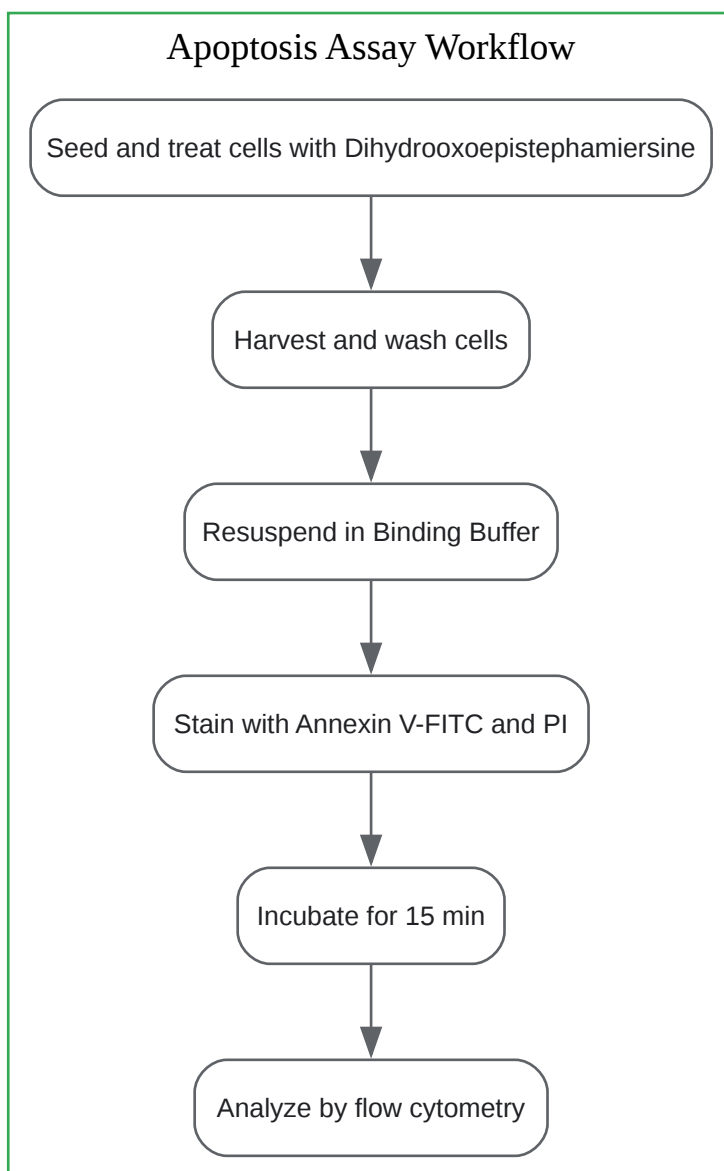 Apoptosis Assay Workflow
Seed and treat cells with Dihydrooxoepistephamiersine
Harvest and wash cells
Resuspend in Binding Buffer
Stain with Annexin V-FITC and PI
Incubate for 15 min
Analyze by flow cytometry